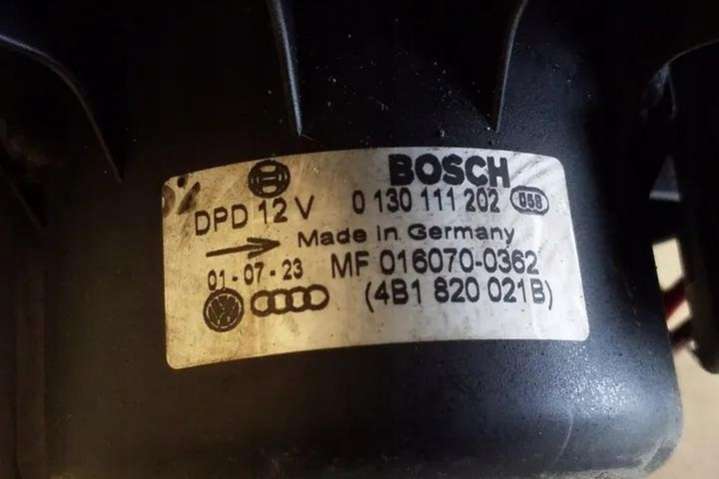 BOSCH
DPD 12 V 0 130 111 202 058
Made in Germany
01-07-23 MF 016070-0362
(4B1 820 021B)